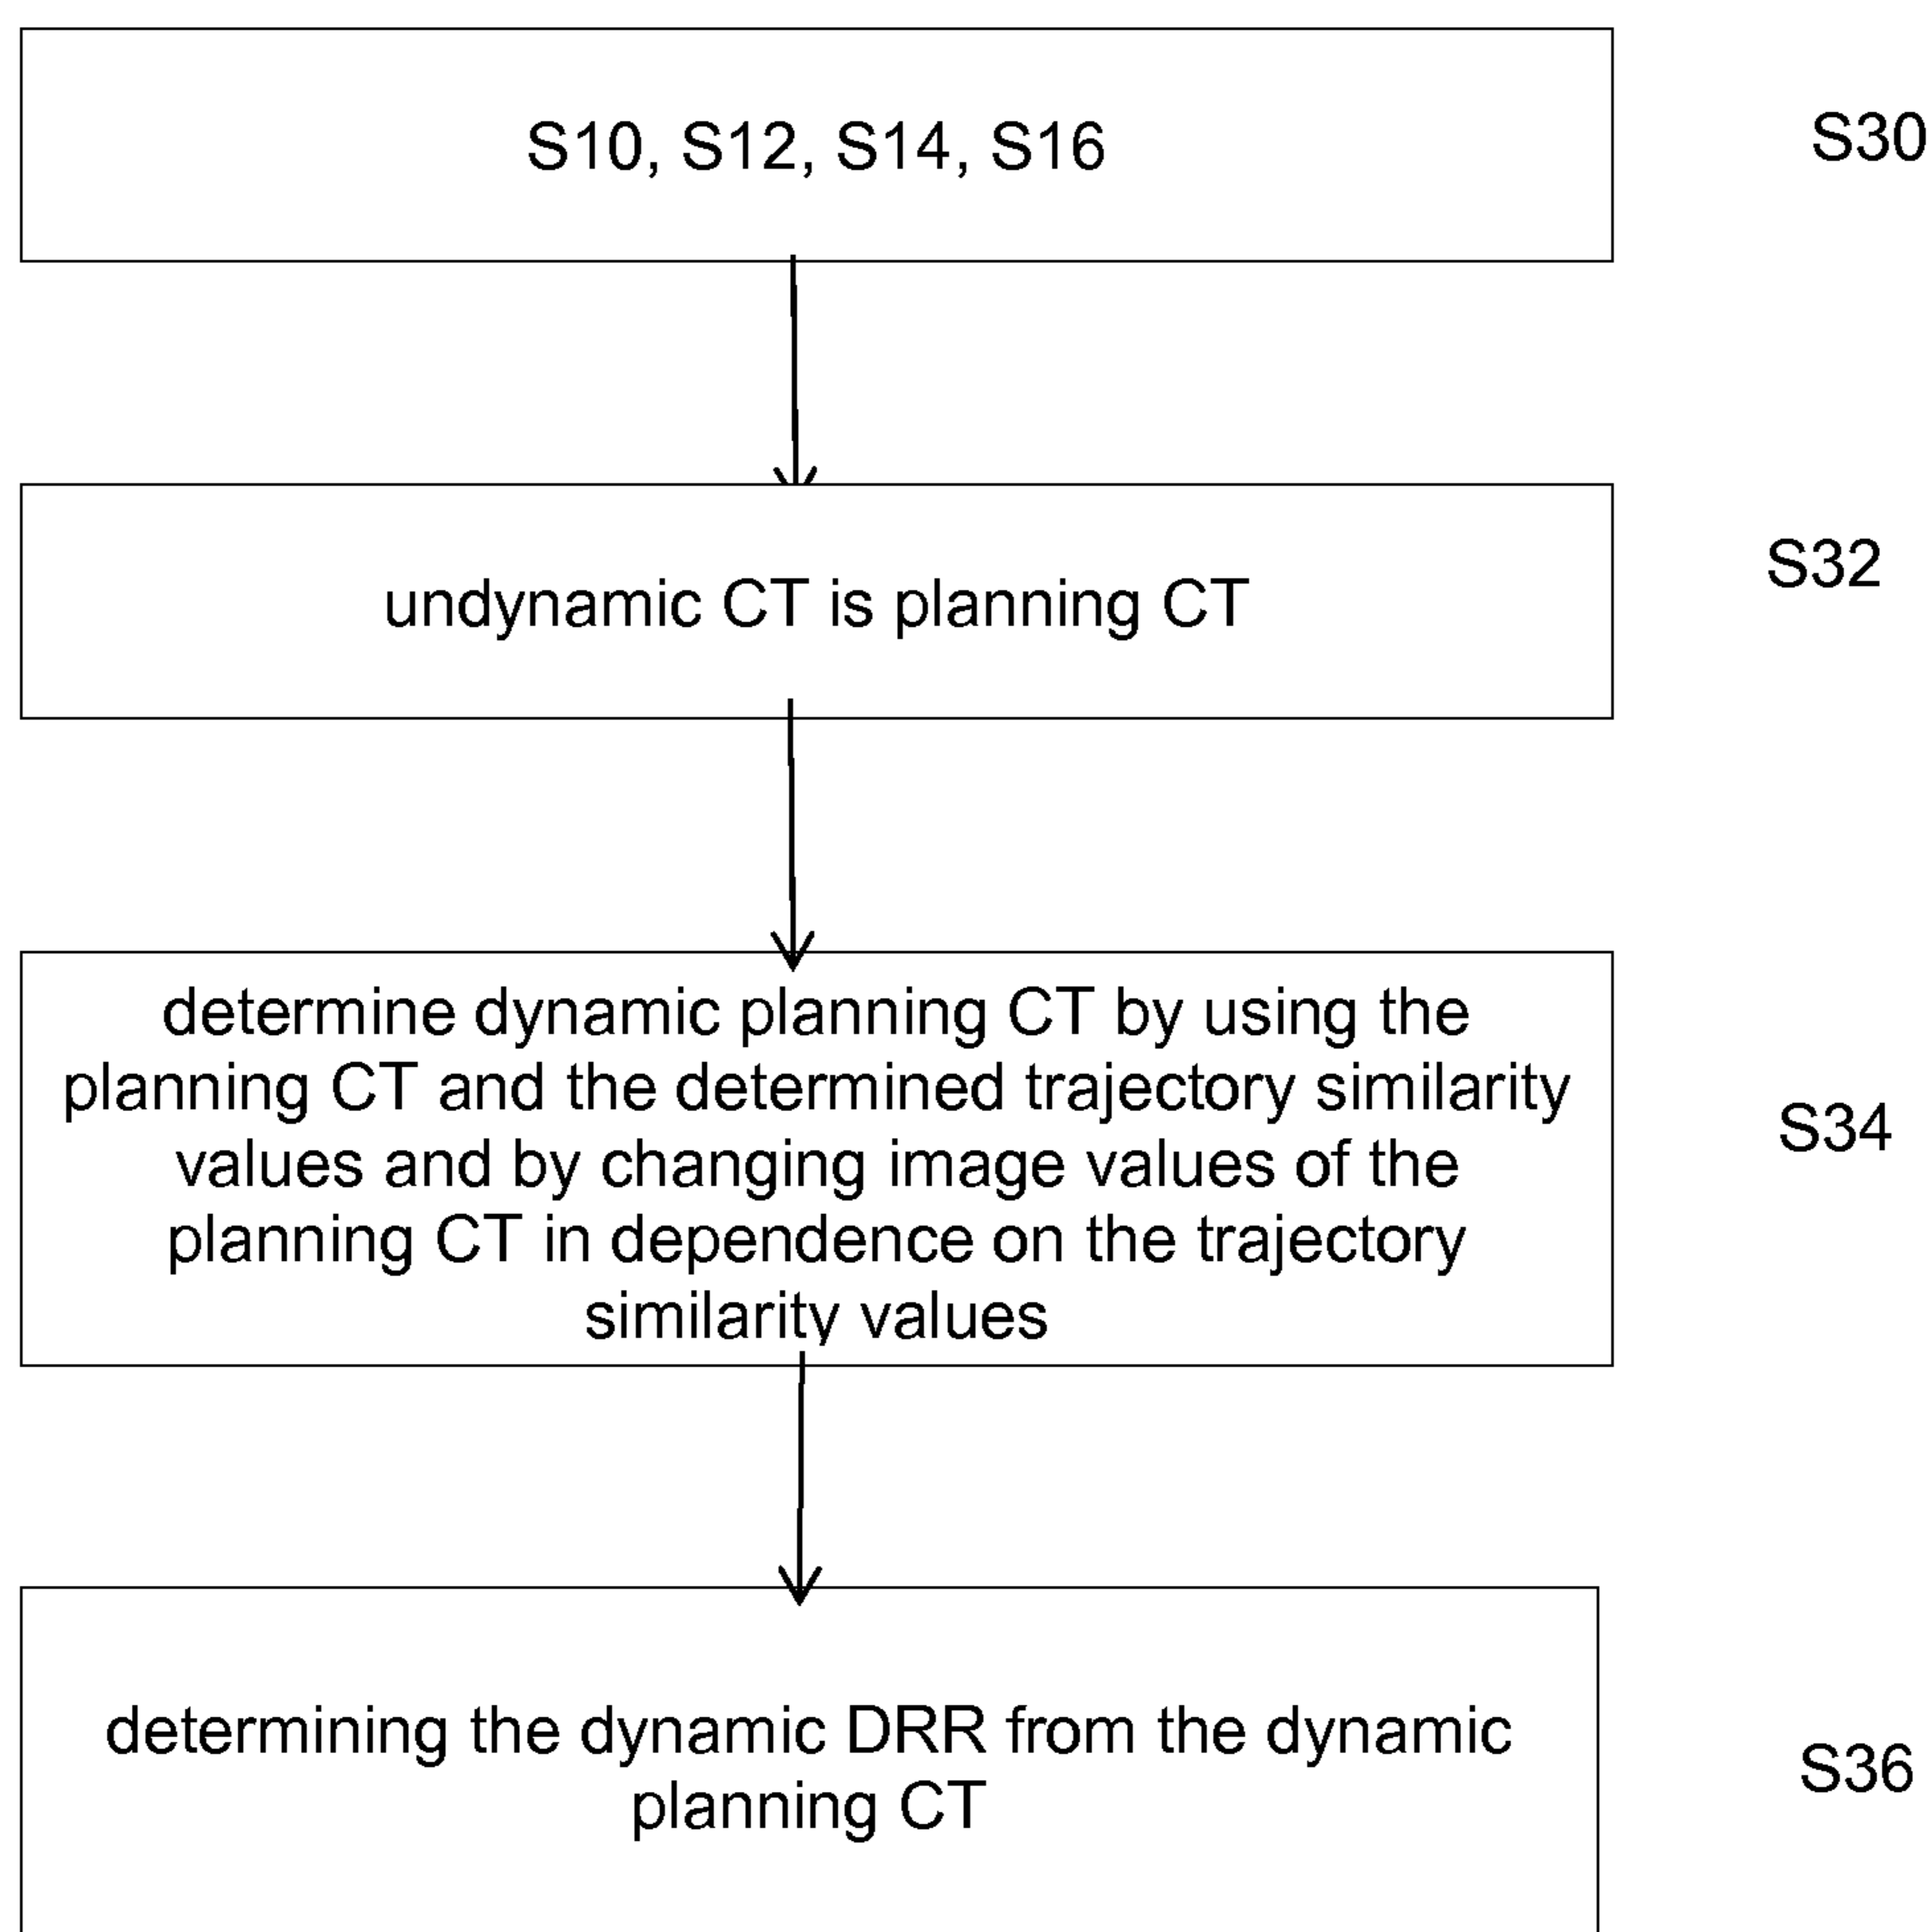 S10, S12, S14, S16
S30
undynamic CT is planning CT
S32
determine dynamic planning CT by using the
planning CT and the determined trajectory similarity
values and by changing image values of the
planning CT in dependence on the trajectory
similarity values
S34
determining the dynamic DRR from the dynamic
planning CT
S36